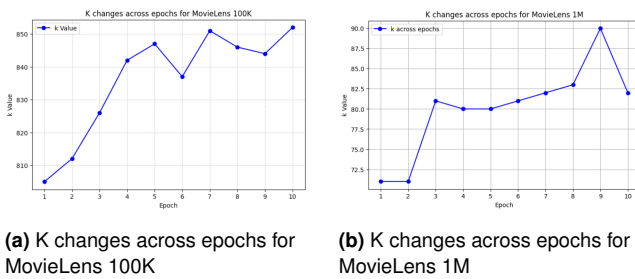 K changes across epochs for MovieLens 100K
k Value
850
840
830
820
810
k Value
1 2 3 4 5 6 7 8 9 10
Epoch
K changes across epochs for MovieLens 1M
k across epochs
90.0
87.5
85.0
82.5
80.0
77.5
75.0
72.5
k Value
1 2 3 4 5 6 7 8 9 10
Epoch
(a) K changes across epochs for
MovieLens 100K
(b) K changes across epochs for
MovieLens 1M